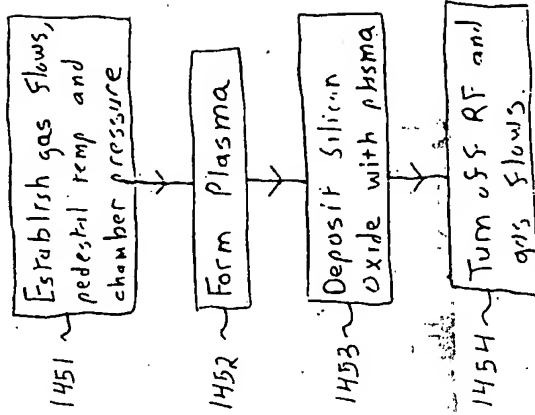 1451
Establish gas flows,
pedestal temp and
chamber pressure
1452
Form Plasma
1453
Deposit Silicon
Oxide with plasma
1454
Turn off RF and
gas flows.